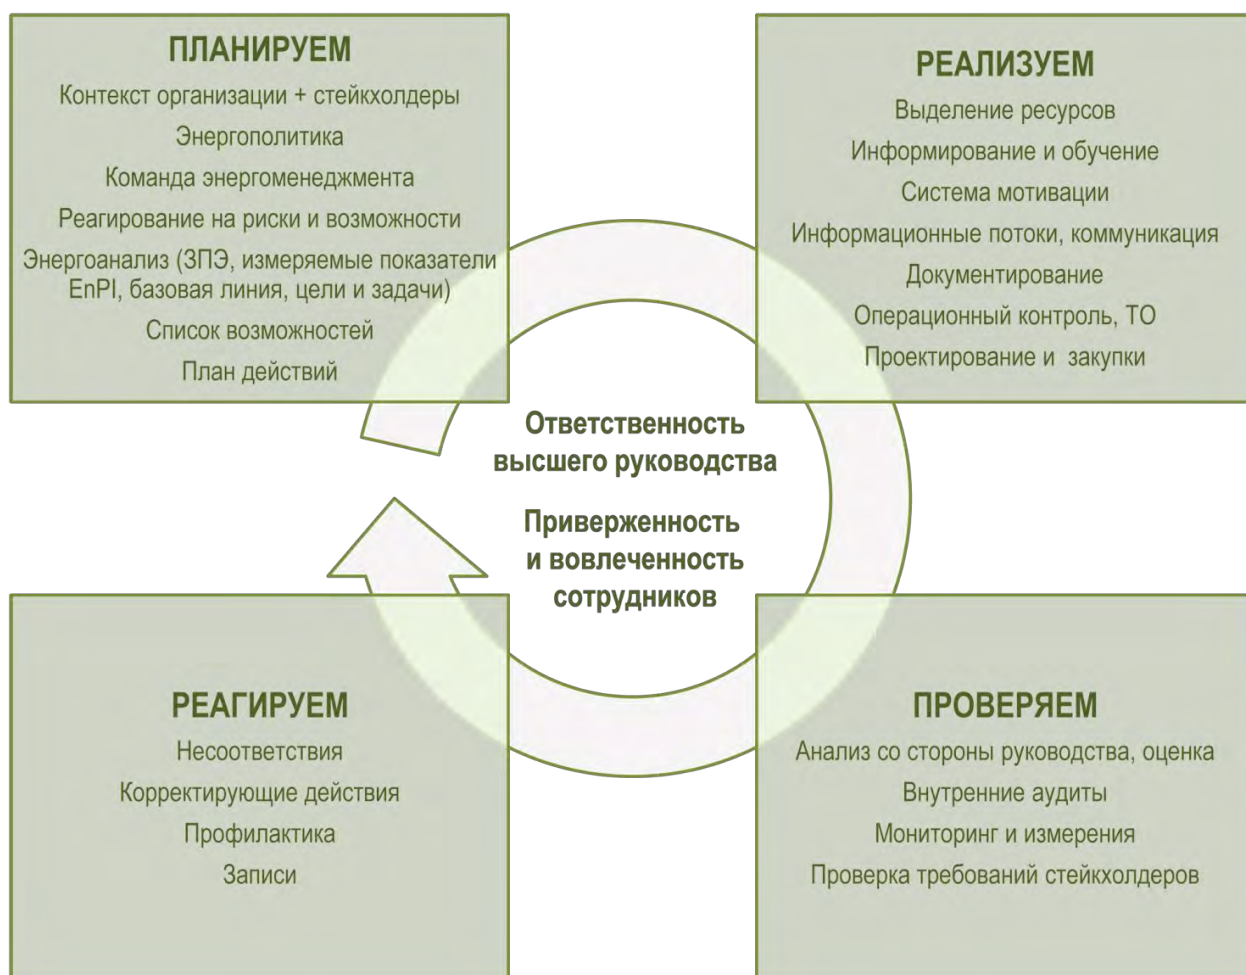 ПЛАНИРУЕМ
Контекст организации + стейкхолдеры
Энергополитика
Команда энергоменеджмента
Реагирование на риски и возможности
Энергоанализ (ЗПЭ, измеряемые показатели
EnPI, базовая линия, цели и задачи)
Список возможностей
План действий
РЕАЛИЗУЕМ
Выделение ресурсов
Информирование и обучение
Система мотивации
Информационные потоки, коммуникация
Документирование
Операционный контроль, ТО
Проектирование и закупки
Ответственность
высшего руководства
Приверженность
и вовлеченность
сотрудников
РЕАГИРУЕМ
Несоответствия
Корректирующие действия
Профилактика
Записи
ПРОВЕРЯЕМ
Анализ со стороны руководства, оценка
Внутренние аудиты
Мониторинг и измерения
Проверка требований стейкхолдеров